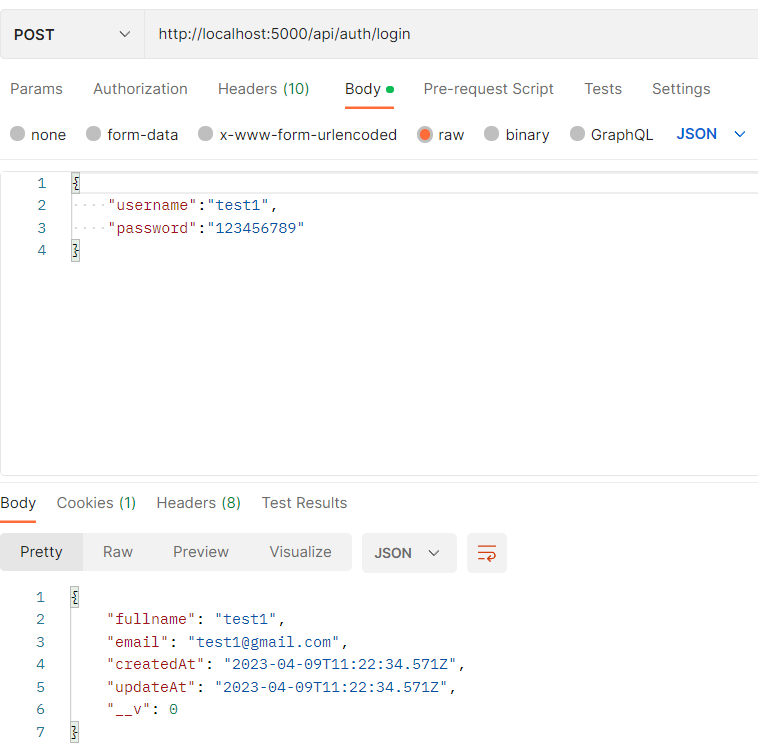 POST http://localhost:5000/api/auth/login
Params Authorization Headers (10) Body Pre-request Script Tests Settings
none form-data x-www-form-urlencoded raw binary GraphQL JSON
1 {
2 "username":"test1",
3 "password":"123456789"
4 }
Body Cookies (1) Headers (8) Test Results
Pretty Raw Preview Visualize JSON
1 {
2 "fullname": "test1",
3 "email": "test1@gmail.com",
4 "createdAt": "2023-04-09T11:22:34.571Z",
5 "updateAt": "2023-04-09T11:22:34.571Z",
6 "__v": 0
7 }